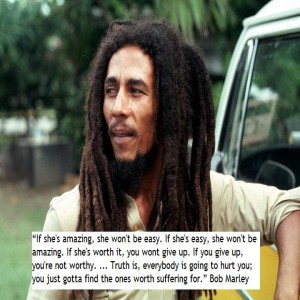 “If she's amazing, she won't be easy. If she's easy, she won't be
amazing. If she's worth it, you wont give up. If you give up,
you're not worthy. ... Truth is, everybody is going to hurt you;
you just gotta find the ones worth suffering for.” Bob Marley